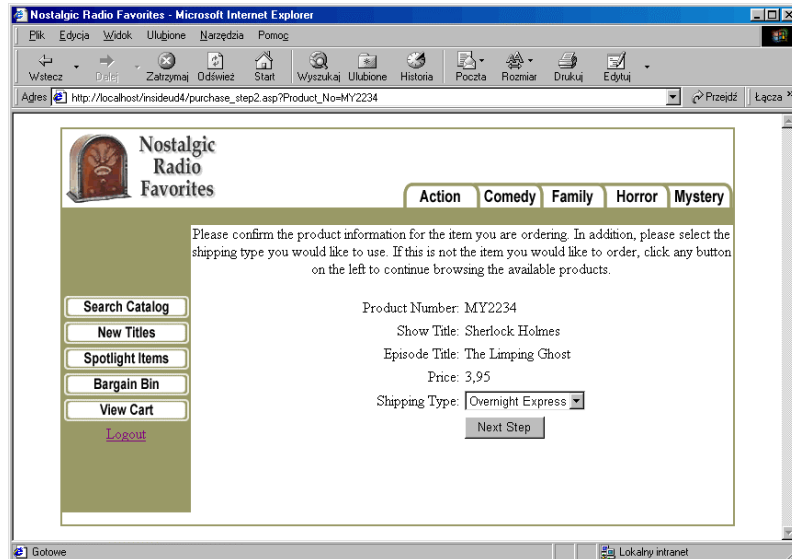 Nostalgic Radio Favorites - Microsoft Internet Explorer
Plik Edycja Widok Ulubione Narzędzia Pomoc
Wstecz Dalej Zatrzymaj Odśwież Start Wyszukaj Ulubione Historia Poczta Rozmiar Drukuj Edytuj
Adres http://localhost/insideud4/purchase_step2.asp?Product_No=MY2234 Przejdź Łącza »
Nostalgic
Radio
Favorites
Action Comedy Family Horror Mystery
Please confirm the product information for the item you are ordering. In addition, please select the
shipping type you would like to use. If this is not the item you would like to order, click any button
on the left to continue browsing the available products.
Search Catalog
New Titles
Spotlight Items
Bargain Bin
View Cart
Logout
Product Number: MY2234
Show Title: Sherlock Holmes
Episode Title: The Limping Ghost
Price: 3,95
Shipping Type: Overnight Express
Next Step
Gotowe Lokalny intranet